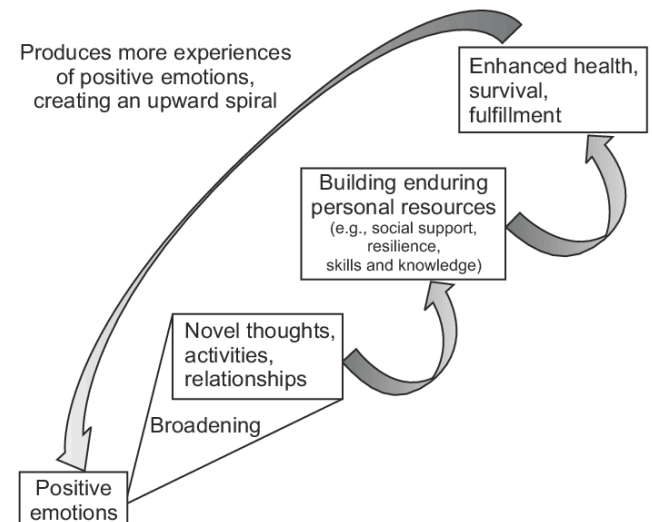 Produces more experiences
of positive emotions,
creating an upward spiral
Enhanced health,
survival,
fulfillment
Building enduring
personal resources
(e.g., social support,
resilience,
skills and knowledge)
Novel thoughts,
activities,
relationships
Broadening
Positive
emotions